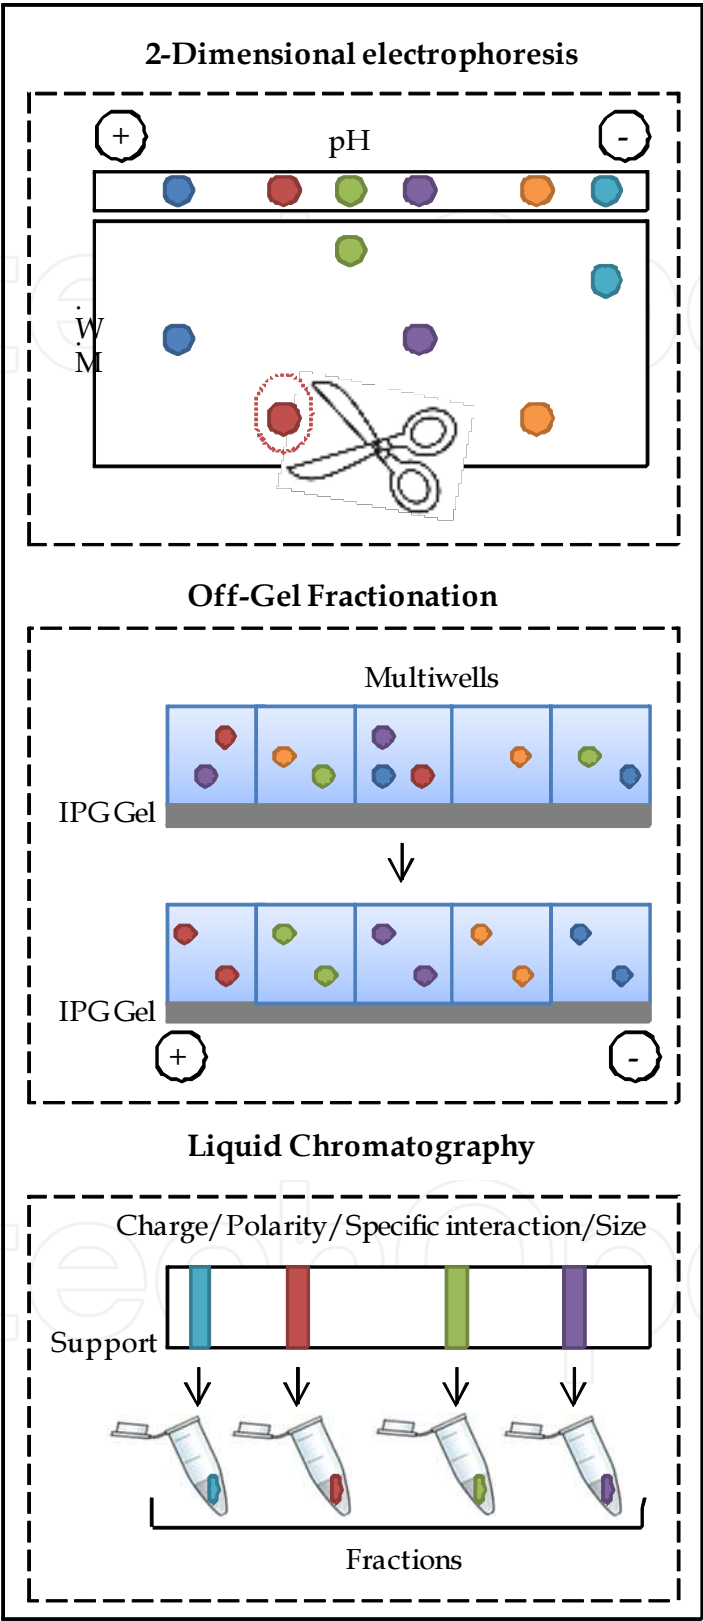 2-Dimensional electrophoresis
+
pH
-
M.W.
Off-Gel Fractionation
Multiwells
IPG Gel
IPG Gel
+
-
Liquid Chromatography
Charge/Polarity/Specific interaction/Size
Support
Fractions